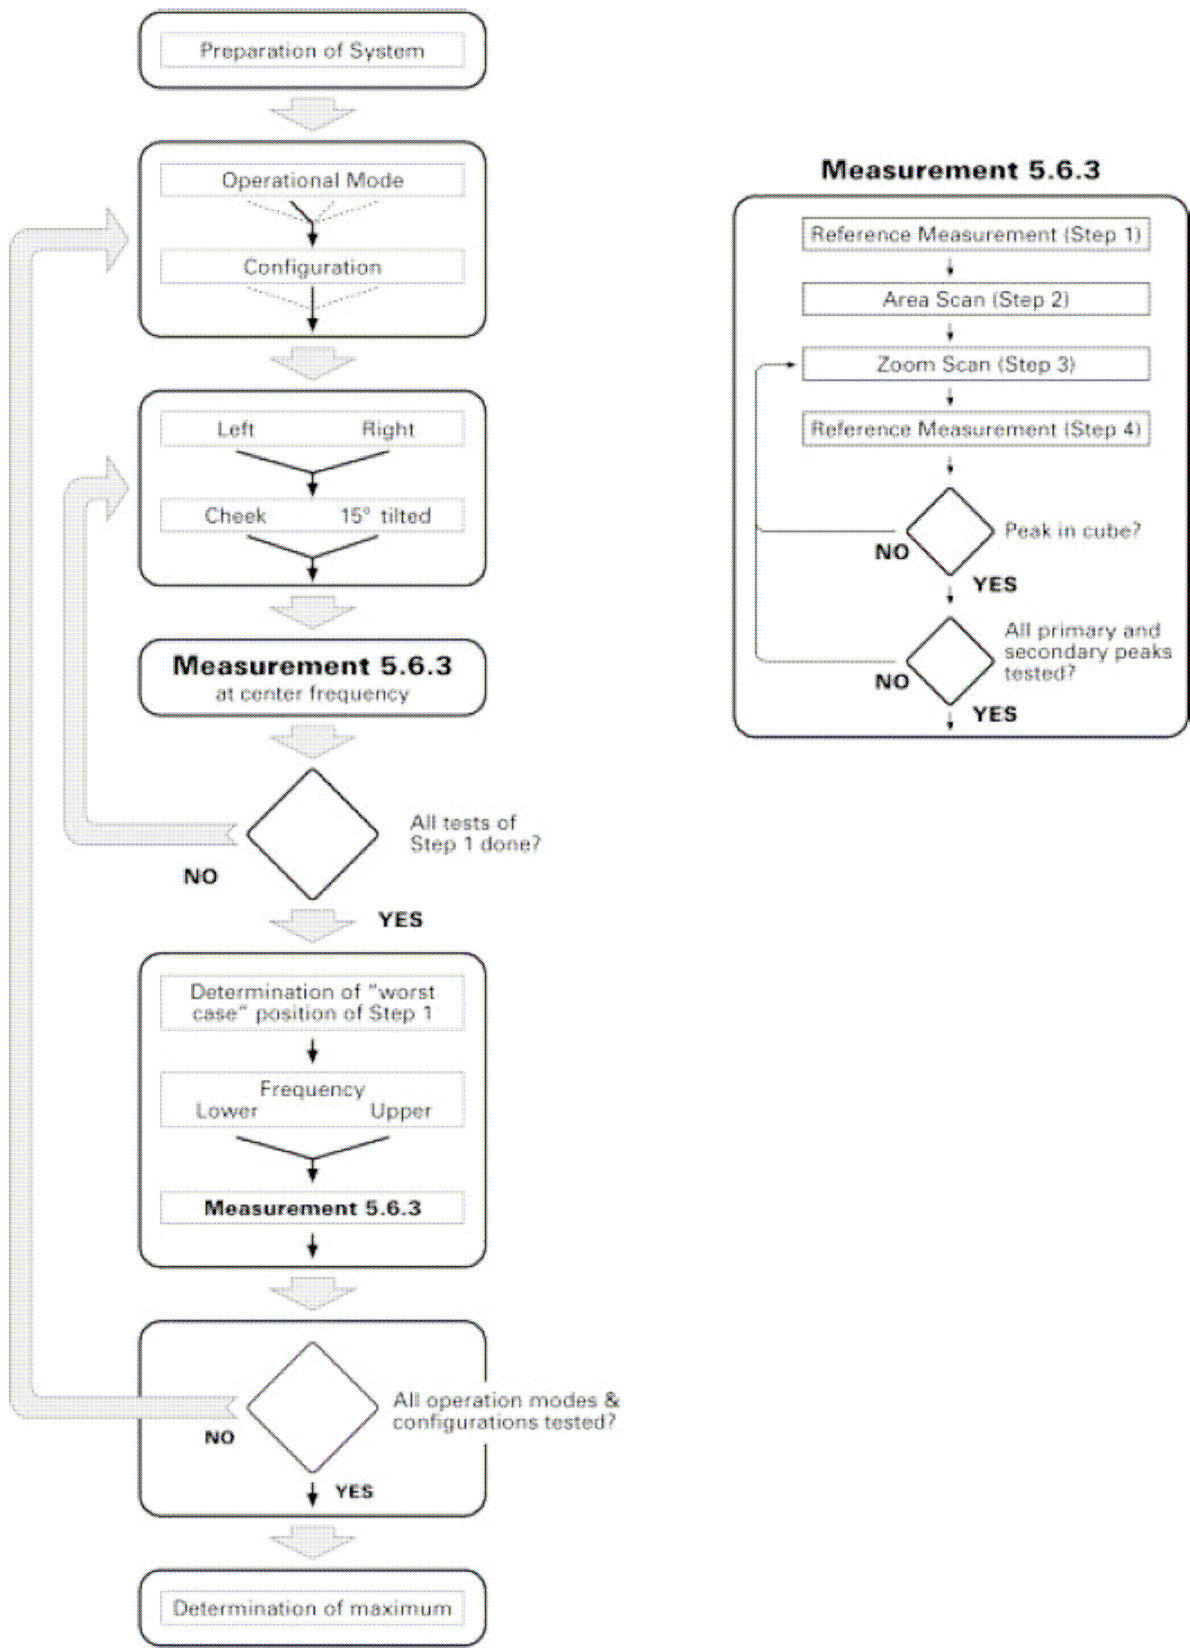 Preparation of System
Operational Mode
Configuration
Left Right
Cheek 15° tilted
Measurement 5.6.3
at center frequency
All tests of
Step 1 done?
NO
YES
Determination of "worst
case" position of Step 1
Frequency
Lower Upper
Measurement 5.6.3
All operation modes &
configurations tested?
NO
YES
Determination of maximum
Measurement 5.6.3
Reference Measurement (Step 1)
Area Scan (Step 2)
Zoom Scan (Step 3)
Reference Measurement (Step 4)
Peak in cube?
NO
YES
All primary and
secondary peaks
tested?
NO
YES